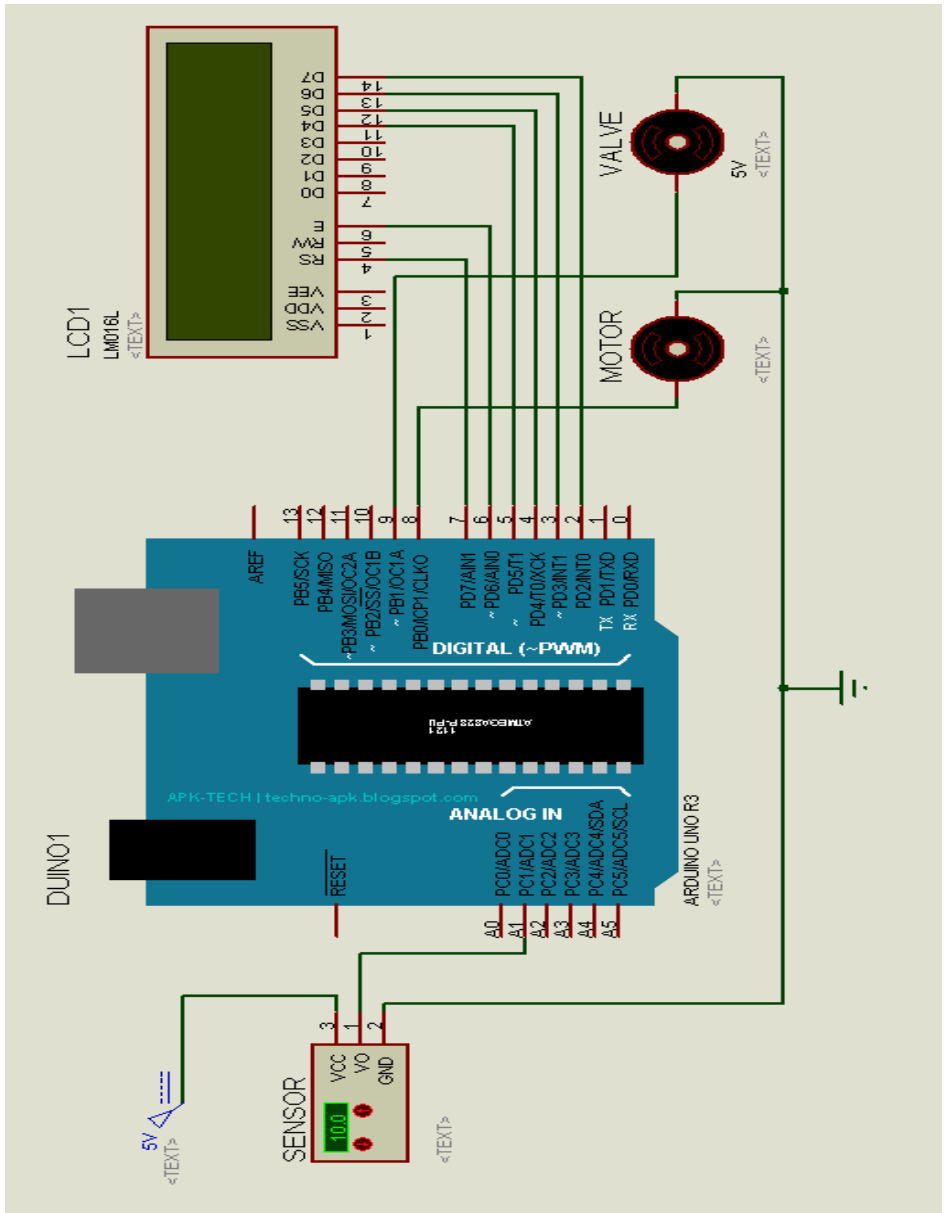 LCD1
LM016L
<TEXT>
D7
D6
D5
D4
D3
D2
D1
D0
E
RW
RS
VEE
VDD
VSS
14
13
12
11
10
9
8
7
6
5
4
3
2
1
VALVE
5V
<TEXT>
MOTOR
<TEXT>
AREF
13
12
11
10
9
8
7
6
5
4
3
2
1
0
PB5/SCK
PB4/MISO
~PB3/MOSI/OC2A
~PB2/SS/OC1B
~PB1/OC1A
PB0/ICP1/CLKO
PD7/AIN1
~PD6/AIN0
~PD5/T1
PD4/T0/XCK
~PD3/INT1
PD2/INT0
TX PD1/TXD
RX PD0/RXD
DIGITAL (~PWM)
ATMEGA328P-PU
1121
APK-TECH | techno-apk.blogspot.com
ANALOG IN
DUINO1
ARDUINO UNO R3
<TEXT>
RESET
PC0/ADC0
PC1/ADC1
PC2/ADC2
PC3/ADC3
PC4/ADC4/SDA
PC5/ADC5/SCL
A0
A1
A2
A3
A4
A5
5V
<TEXT>
SENSOR
10.0
3
1
2
VCC
VO
GND
<TEXT>